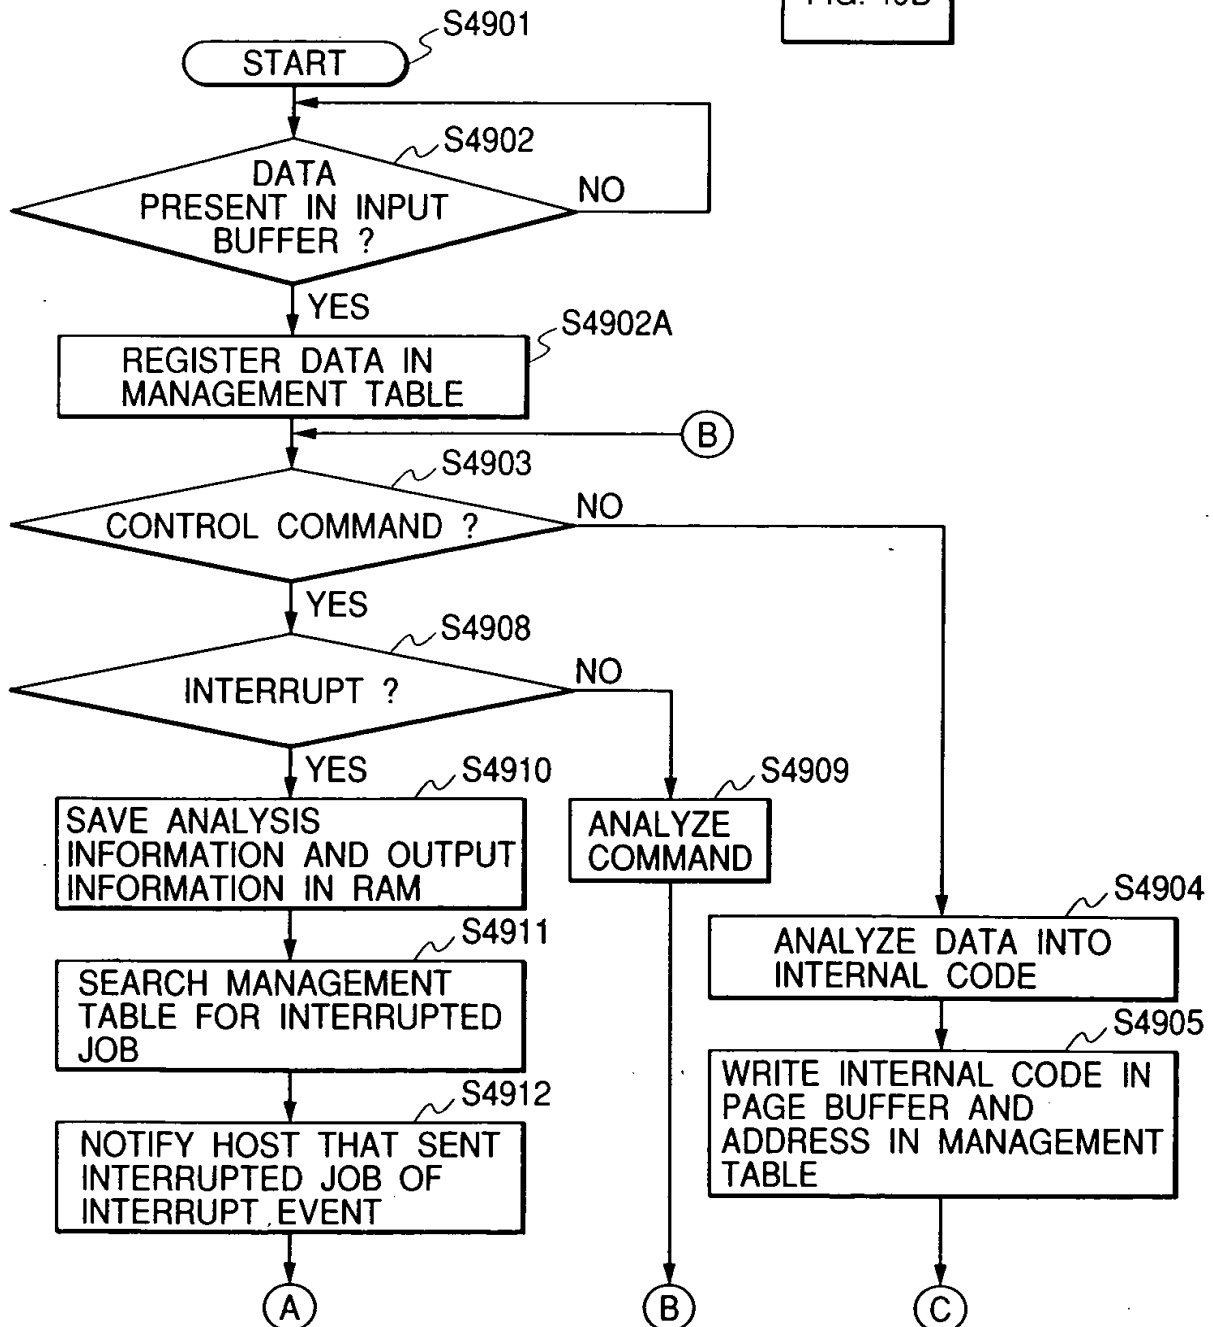 S4901
START
S4902
DATA
PRESENT IN INPUT
BUFFER ?
NO
YES
S4902A
REGISTER DATA IN
MANAGEMENT TABLE
B
S4903
CONTROL COMMAND ?
NO
YES
S4908
INTERRUPT ?
NO
YES
S4910
SAVE ANALYSIS
INFORMATION AND OUTPUT
INFORMATION IN RAM
S4909
ANALYZE
COMMAND
S4904
ANALYZE DATA INTO
INTERNAL CODE
S4911
SEARCH MANAGEMENT
TABLE FOR INTERRUPTED
JOB
S4905
WRITE INTERNAL CODE IN
PAGE BUFFER AND
ADDRESS IN MANAGEMENT
TABLE
S4912
NOTIFY HOST THAT SENT
INTERRUPTED JOB OF
INTERRUPT EVENT
A
B
C